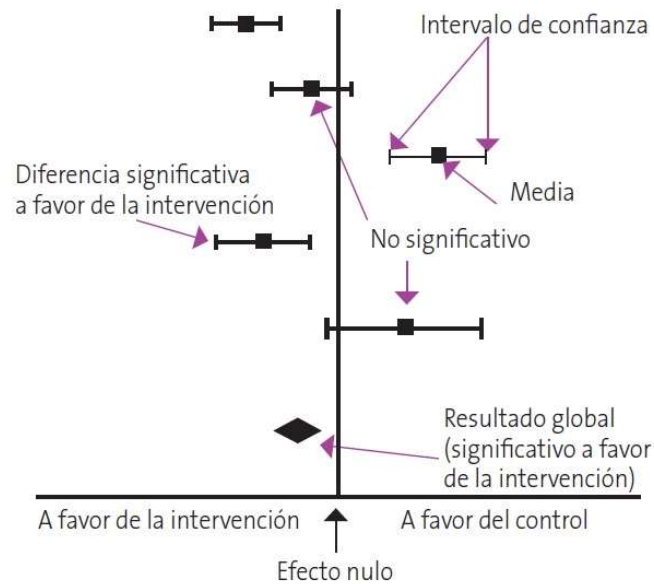 Intervalo de confianza
Diferencia significativa
a favor de la intervención
Media
No significativo
Resultado global
(significativo a favor
de la intervención)
A favor de la intervención
A favor del control
Efecto nulo